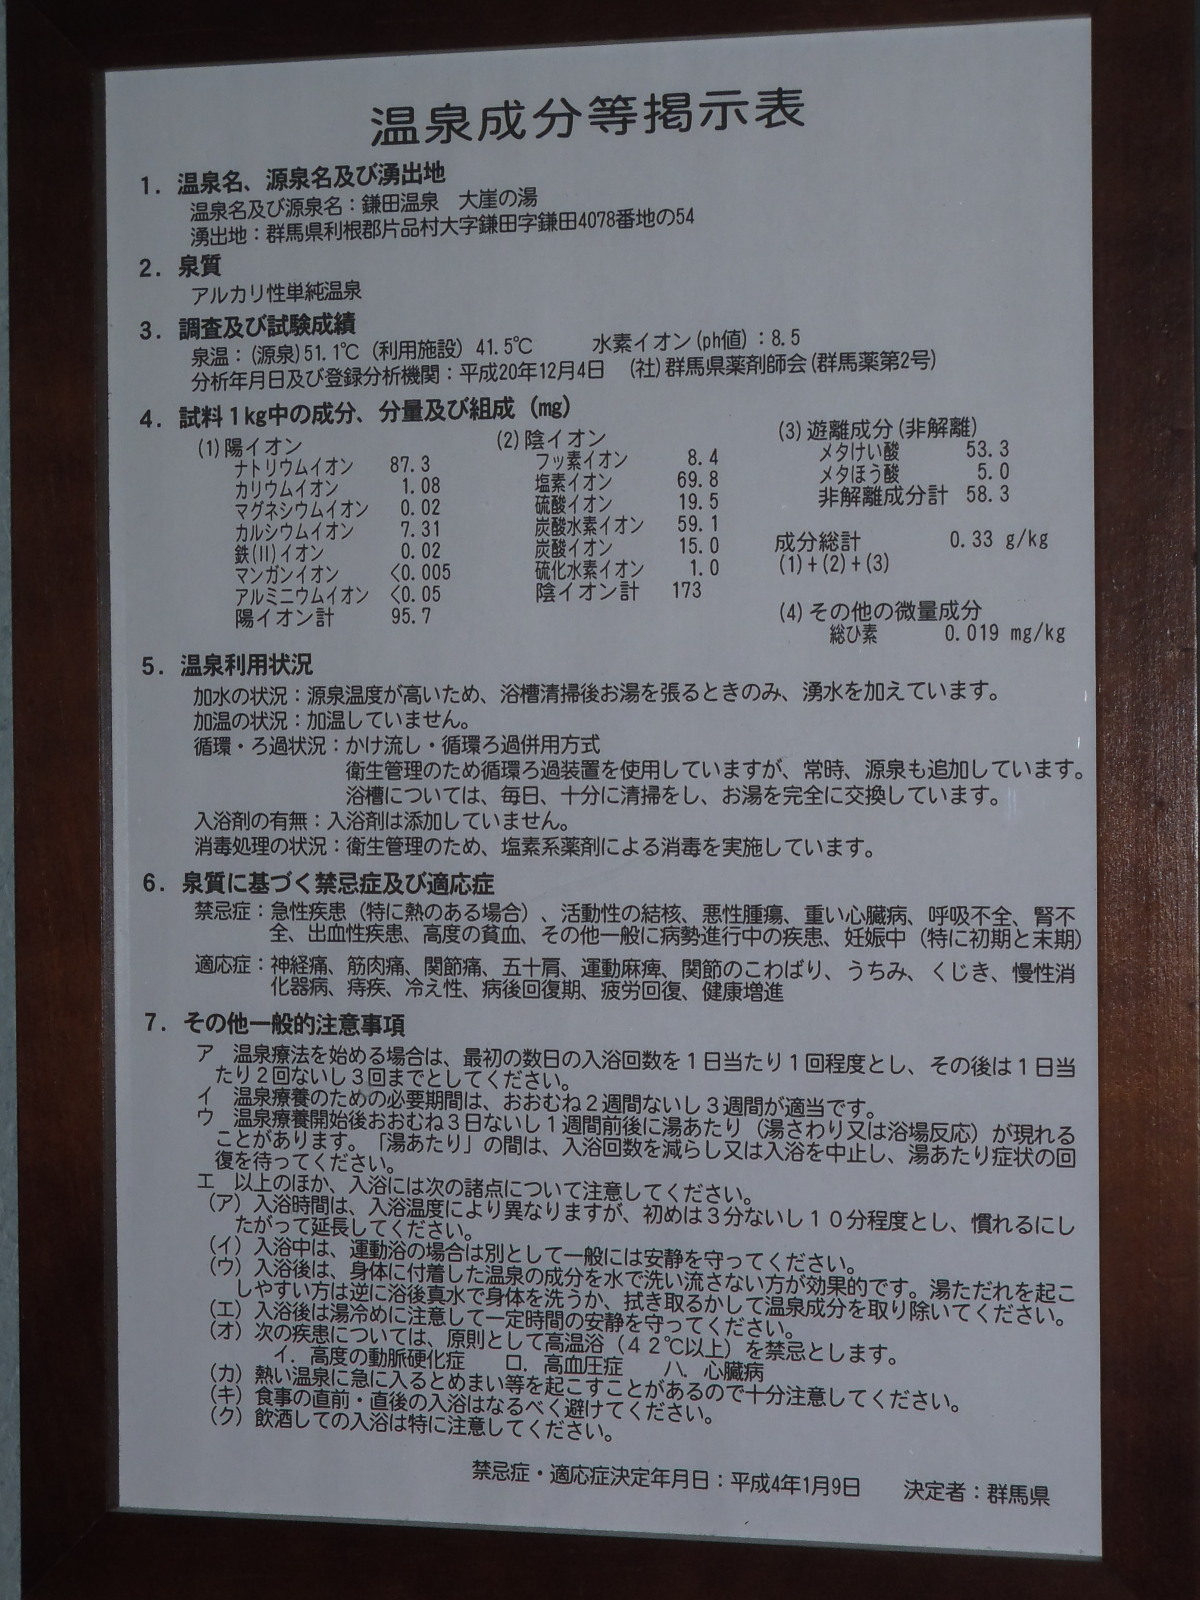 温泉成分等掲示表
1．温泉名、源泉名及び湧出地
温泉名及び源泉名：鎌田温泉　大崖の湯
湧出地：群馬県利根郡片品村大字鎌田字鎌田4078番地の54
2．泉質
アルカリ性単純温泉
3．調査及び試験成績
泉温：(源泉)51.1℃（利用施設）41.5℃　　水素イオン(ph値)：8.5
分析年月日及び登録分析機関：平成20年12月4日　(社)群馬県薬剤師会(群馬薬第2号)
4．試料1kg中の成分、分量及び組成（mg）
(1)陽イオン
ナトリウムイオン　87.3
カリウムイオン　1.08
マグネシウムイオン　0.02
カルシウムイオン　7.31
鉄(II)イオン　0.02
マンガンイオン　<0.005
アルミニウムイオン　<0.05
陽イオン計　95.7
(2)陰イオン
フッ素イオン　8.4
塩素イオン　69.8
硫酸イオン　19.5
炭酸水素イオン　59.1
炭酸イオン　15.0
硫化水素イオン　1.0
陰イオン計　173
(3)遊離成分(非解離)
メタけい酸　53.3
メタほう酸　5.0
非解離成分計　58.3
成分総計　0.33 g/kg
(1)+(2)+(3)
(4)その他の微量成分
総ひ素　0.019 mg/kg
5．温泉利用状況
加水の状況：源泉温度が高いため、浴槽清掃後お湯を張るときのみ、湧水を加えています。
加温の状況：加温していません。
循環・ろ過状況：かけ流し・循環ろ過併用方式
衛生管理のため循環ろ過装置を使用していますが、常時、源泉も追加しています。
浴槽については、毎日、十分に清掃をし、お湯を完全に交換しています。
入浴剤の有無：入浴剤は添加していません。
消毒処理の状況：衛生管理のため、塩素系薬剤による消毒を実施しています。
6．泉質に基づく禁忌症及び適応症
禁忌症：急性疾患（特に熱のある場合）、活動性の結核、悪性腫瘍、重い心臓病、呼吸不全、腎不
全、出血性疾患、高度の貧血、その他一般に病勢進行中の疾患、妊娠中（特に初期と末期）
適応症：神経痛、筋肉痛、関節痛、五十肩、運動麻痺、関節のこわばり、うちみ、くじき、慢性消
化器病、痔疾、冷え性、病後回復期、疲労回復、健康増進
7．その他一般的注意事項
ア　温泉療法を始める場合は、最初の数日の入浴回数を１日当たり１回程度とし、その後は１日当
たり２回ないし３回までとしてください。
イ　温泉療養のための必要期間は、おおむね２週間ないし３週間が適当です。
ウ　温泉療養開始後おおむね３日ないし１週間前後に湯あたり（湯さわり又は浴場反応）が現れる
ことがあります。「湯あたり」の間は、入浴回数を減らし又は入浴を中止し、湯あたり症状の回
復を待ってください。
エ　以上のほか、入浴には次の諸点について注意してください。
（ア）入浴時間は、入浴温度により異なりますが、初めは３分ないし１０分程度とし、慣れるにし
たがって延長してください。
（イ）入浴中は、運動浴の場合は別として一般には安静を守ってください。
（ウ）入浴後は、身体に付着した温泉の成分を水で洗い流さない方が効果的です。湯ただれを起こ
しやすい方は逆に浴後真水で身体を洗うか、拭き取るかして温泉成分を取り除いてください。
（エ）入浴後は湯冷めに注意して一定時間の安静を守ってください。
（オ）次の疾患については、原則として高温浴（４２℃以上）を禁忌とします。
イ．高度の動脈硬化症　　ロ．高血圧症　　ハ．心臓病
（カ）熱い温泉に急に入るとめまい等を起こすことがあるので十分注意してください。
（キ）食事の直前・直後の入浴はなるべく避けてください。
（ク）飲酒しての入浴は特に注意してください。
禁忌症・適応症決定年月日：平成4年1月9日　　決定者：群馬県